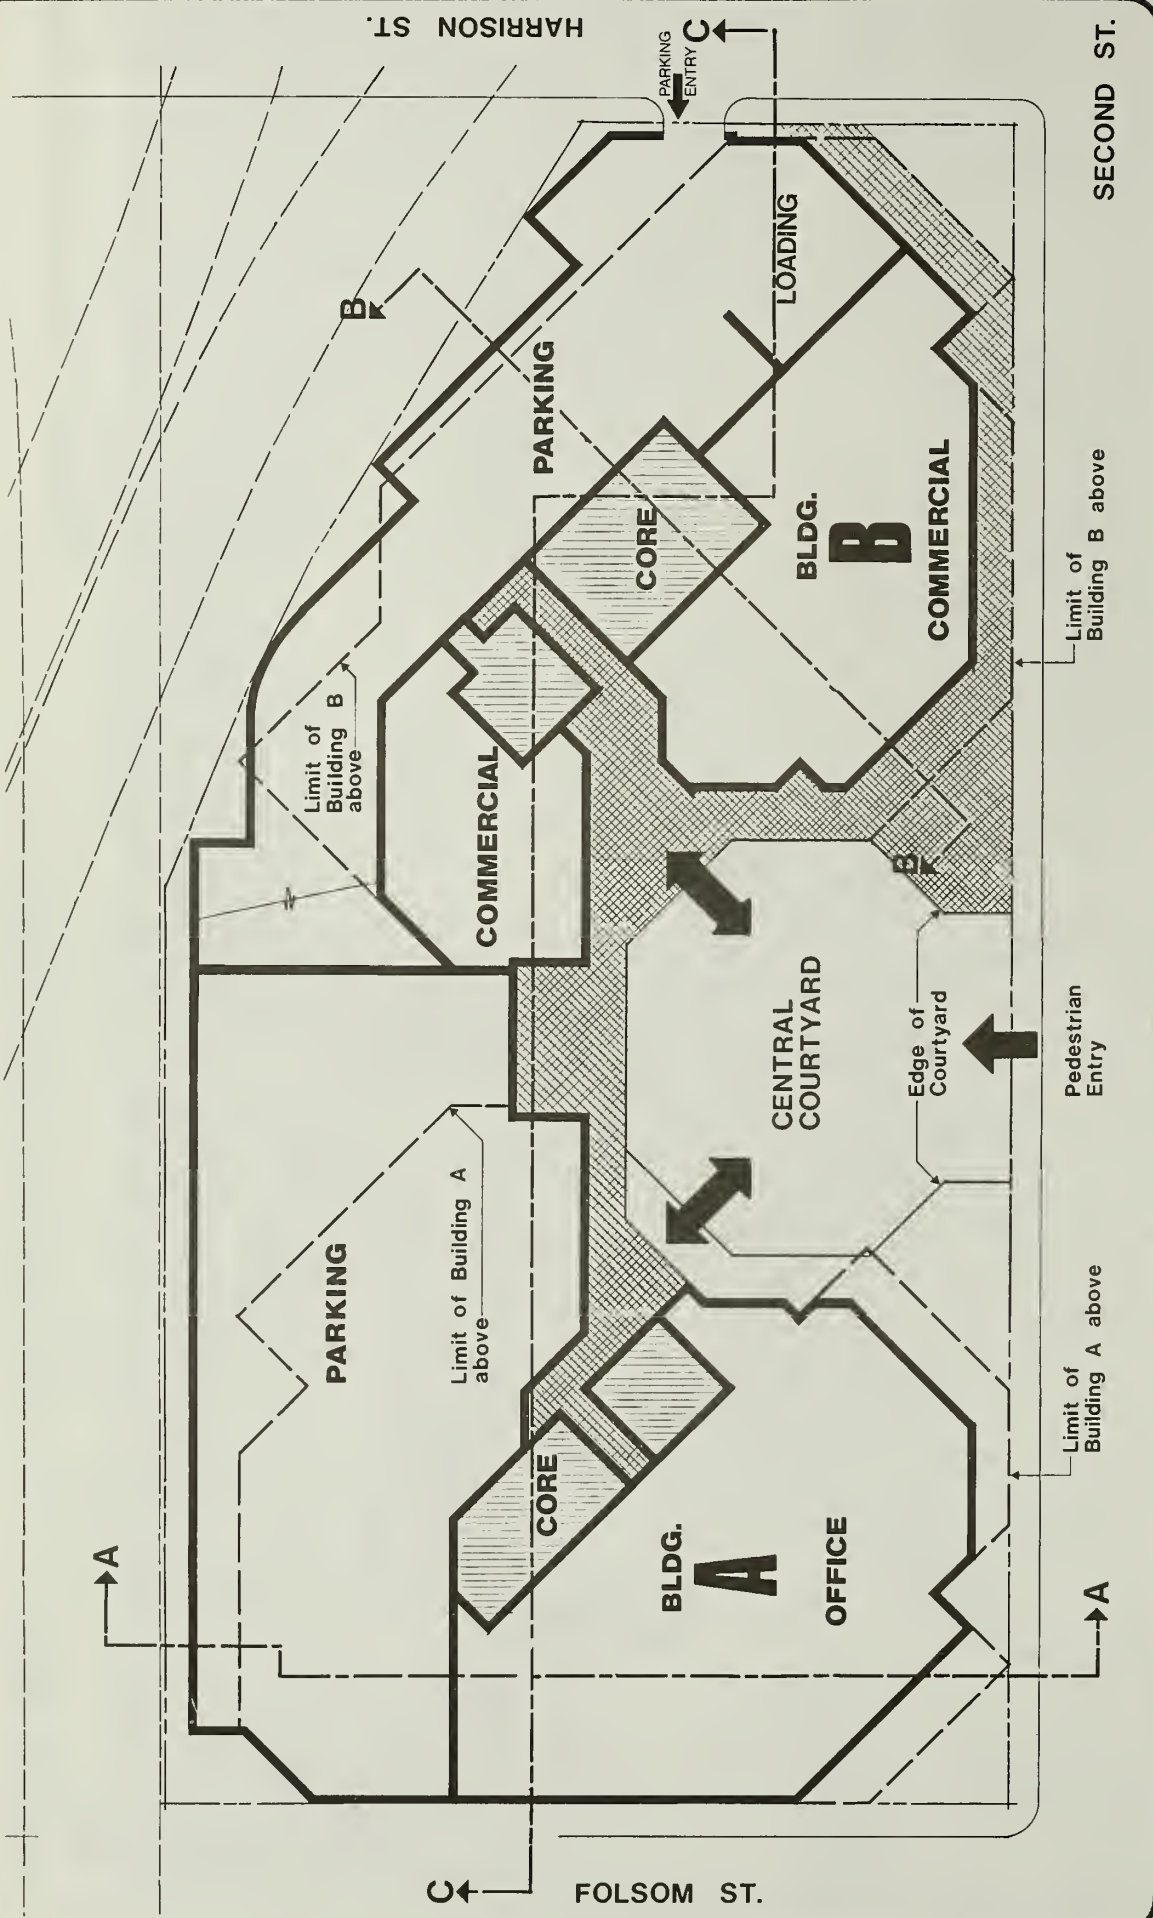 HARRISON ST.
SECOND ST.
PARKING
ENTRY
C
LOADING
B
PARKING
CORE
BLDG.
B
COMMERCIAL
Limit of
Building B above
Limit of
Building B
above
COMMERCIAL
B
CENTRAL
COURTYARD
Edge of
Courtyard
Pedestrian
Entry
PARKING
Limit of Building A
above
Limit of
Building A above
CORE
BLDG.
A
OFFICE
A
A
C
FOLSOM ST.